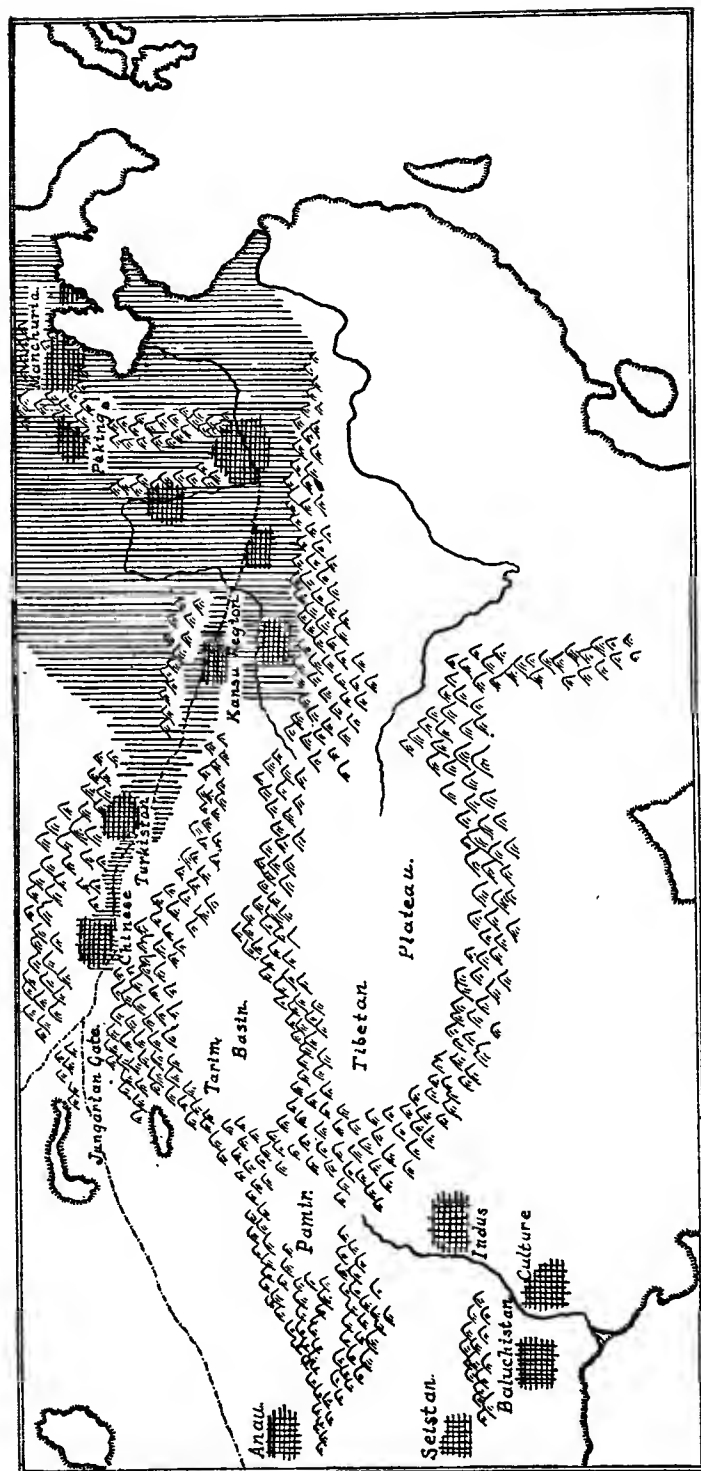 Manchuria.
Peking
Kansu Region
Chinese
Turkistan
Jungarian Gate
Tarim
Basin.
Tibetan
Plateau.
Pamir.
Anau.
Seistan.
Baluchistan
Indus
Culture